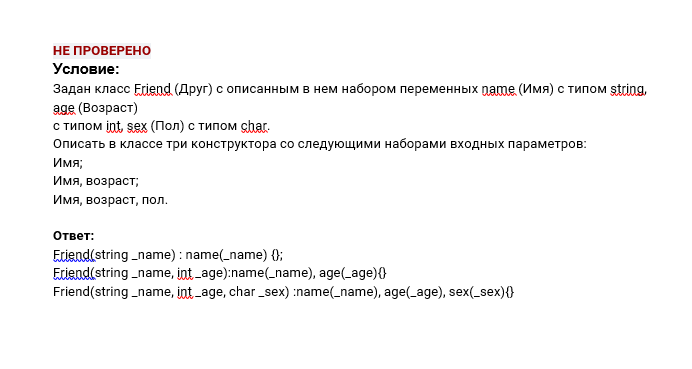 НЕ ПРОВЕРЕНО
Условие:
Задан класс Friend (Друг) с описанным в нем набором переменных name (Имя) с типом string,
age (Возраст)
с типом int, sex (Пол) с типом char.
Описать в классе три конструктора со следующими наборами входных параметров:
Имя;
Имя, возраст;
Имя, возраст, пол.
Ответ:
Friend(string _name) : name(_name) {};
Friend(string _name, int _age):name(_name), age(_age){}
Friend(string _name, int _age, char _sex) :name(_name), age(_age), sex(_sex){}